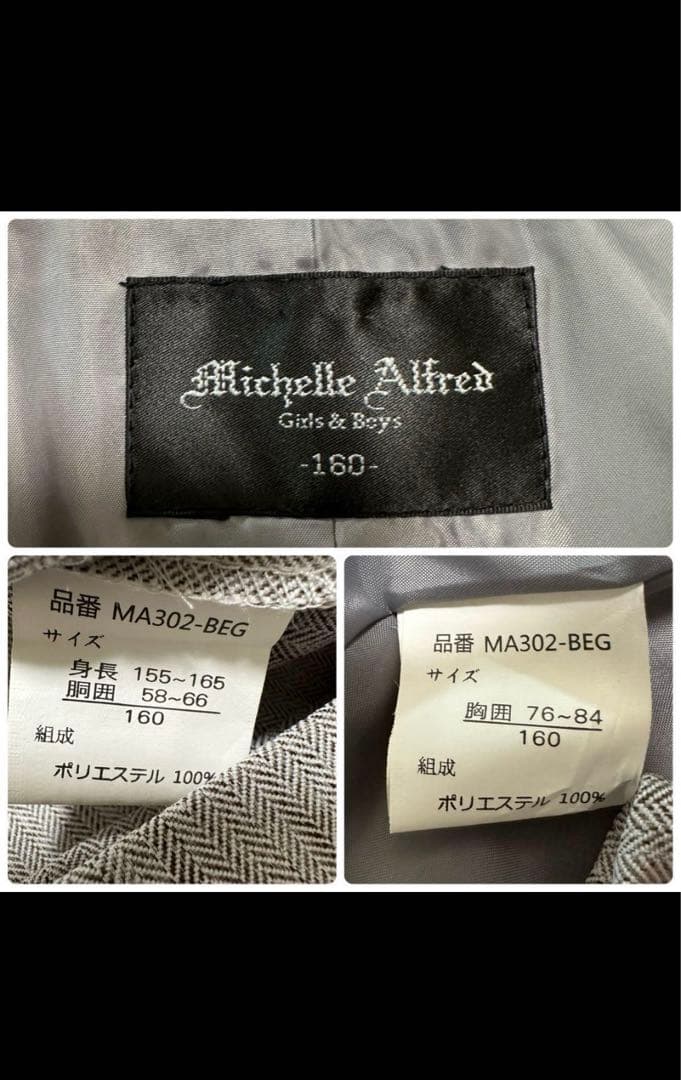 Michelle Alfred
Girls & Boys
-160-
品番 MA302-BEG
サイズ
身長 155~165
胴囲 58~66
160
組成
ポリエステル 100%
品番 MA302-BEG
サイズ
胸囲 76~84
160
組成
ポリエステル 100%